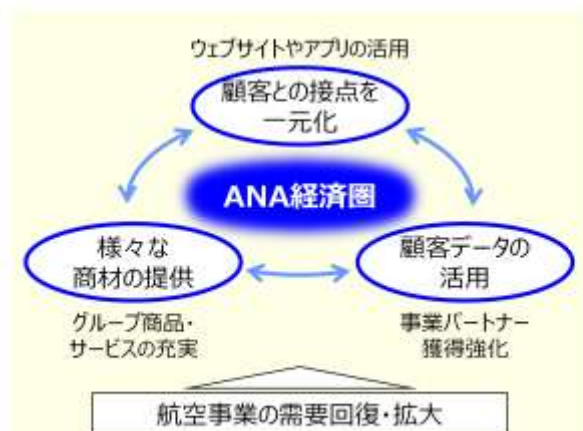 ウェブサイトやアプリの活用
顧客との接点を
一元化
ANA経済圏
様々な
商材の提供
顧客データの
活用
グループ商品・
サービスの充実
事業パートナー
獲得強化
航空事業の需要回復・拡大